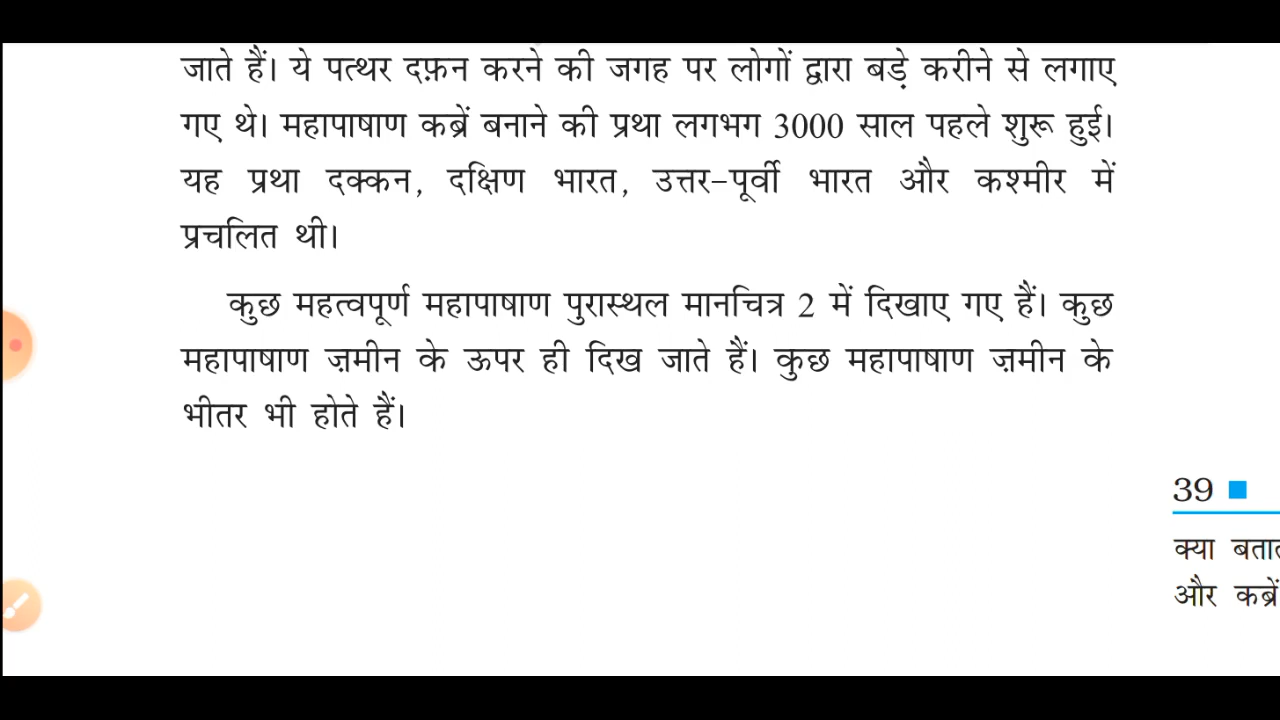 जाते हैं। ये पत्थर दफ़न करने की जगह पर लोगों द्वारा बड़े करीने से लगाए
गए थे। महापाषाण कब्रें बनाने की प्रथा लगभग 3000 साल पहले शुरू हुई।
यह प्रथा दक्कन, दक्षिण भारत, उत्तर-पूर्वी भारत और कश्मीर में
प्रचलित थी।
कुछ महत्वपूर्ण महापाषाण पुरास्थल मानचित्र 2 में दिखाए गए हैं। कुछ
महापाषाण ज़मीन के ऊपर ही दिख जाते हैं। कुछ महापाषाण ज़मीन के
भीतर भी होते हैं।
39
क्या
और कब्रें